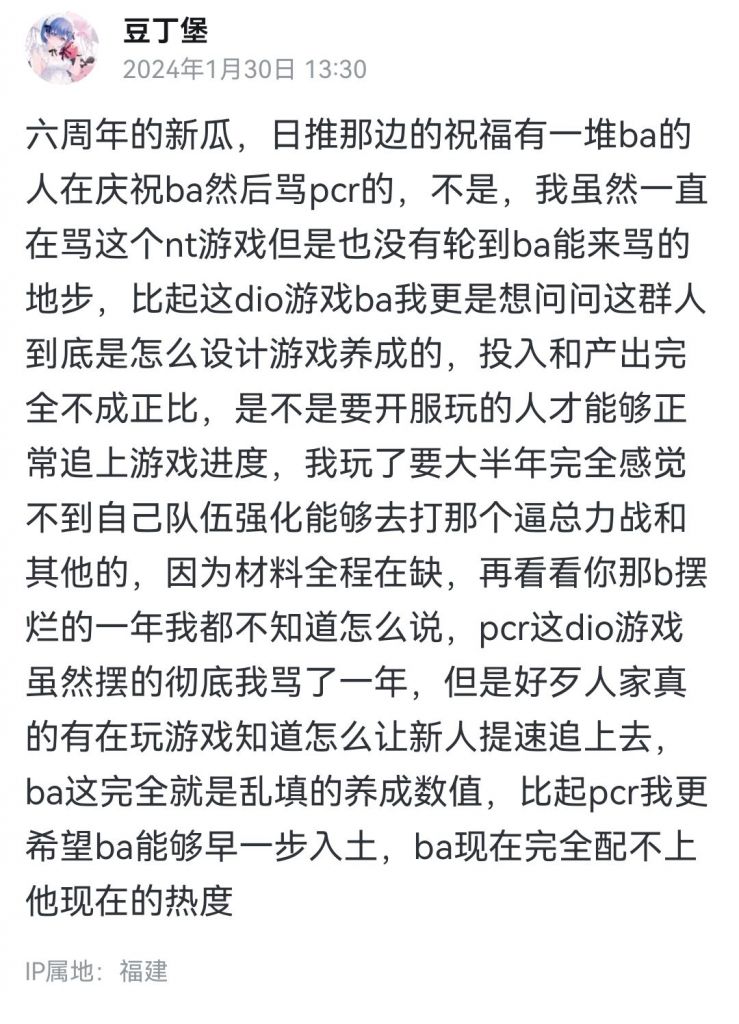 豆丁堡
2024年1月30日 13:30
六周年的新瓜，日推那边的祝福有一堆ba的
人在庆祝ba然后骂pcr的，不是，我虽然一直
在骂这个nt游戏但是也没有轮到ba能来骂的
地步，比起这dio游戏ba我更是想问问这群人
到底是怎么设计游戏养成的，投入和产出完
全不成正比，是不是要开服玩的人才能够正
常追上游戏进度，我玩了要大半年完全感觉
不到自己队伍强化能够去打那个逼总力战和
其他的，因为材料全程在缺，再看看你那b摆
烂的一年我都不知道怎么说，pcr这dio游戏
虽然摆的彻底我骂了一年，但是好歹人家真
的有在玩游戏知道怎么让新人提速追上去，
ba这完全就是乱填的养成数值，比起pcr我更
希望ba能够早一步入土，ba现在完全配不上
他现在的热度
IP属地：福建